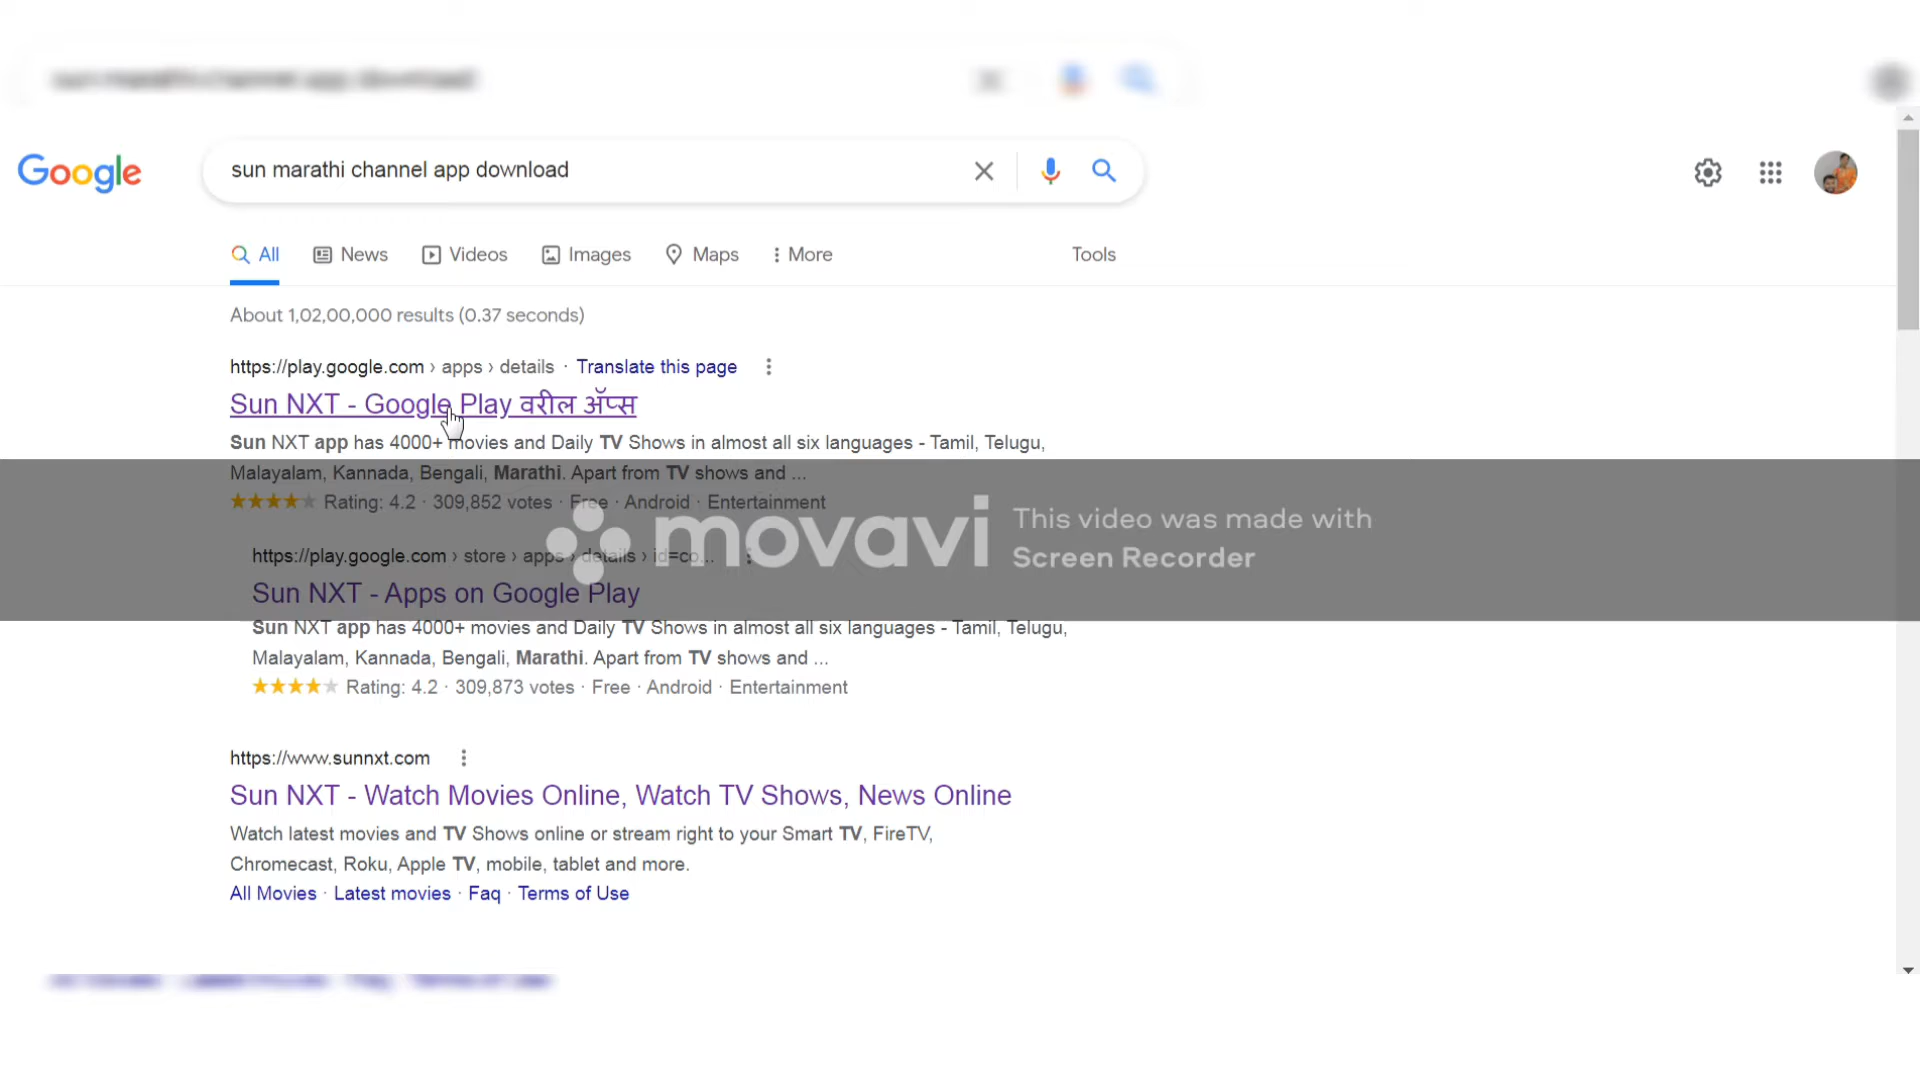 Google
sun marathi channel app download
All News Videos Images Maps More Tools
About 1,02,00,000 results (0.37 seconds)
https://play.google.com › apps › details · Translate this page
Sun NXT - Google Play वरील अ‍ॅप्स
Sun NXT app has 4000+ movies and Daily TV Shows in almost all six languages - Tamil, Telugu,
Malayalam, Kannada, Bengali, Marathi. Apart from TV shows and ...
Rating: 4.2 · 309,852 votes · Free · Android · Entertainment
movavi
This video was made with
Screen Recorder
https://play.google.com › store › apps › details › id=co...
Sun NXT - Apps on Google Play
Sun NXT app has 4000+ movies and Daily TV Shows in almost all six languages - Tamil, Telugu,
Malayalam, Kannada, Bengali, Marathi. Apart from TV shows and ...
Rating: 4.2 · 309,873 votes · Free · Android · Entertainment
https://www.sunnxt.com
Sun NXT - Watch Movies Online, Watch TV Shows, News Online
Watch latest movies and TV Shows online or stream right to your Smart TV, FireTV,
Chromecast, Roku, Apple TV, mobile, tablet and more.
All Movies · Latest movies · Faq · Terms of Use